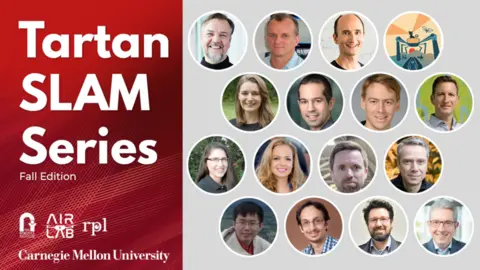 Tartan
SLAM
Series
Fall Edition
AIR
LAB
rpl
Carnegie Mellon University